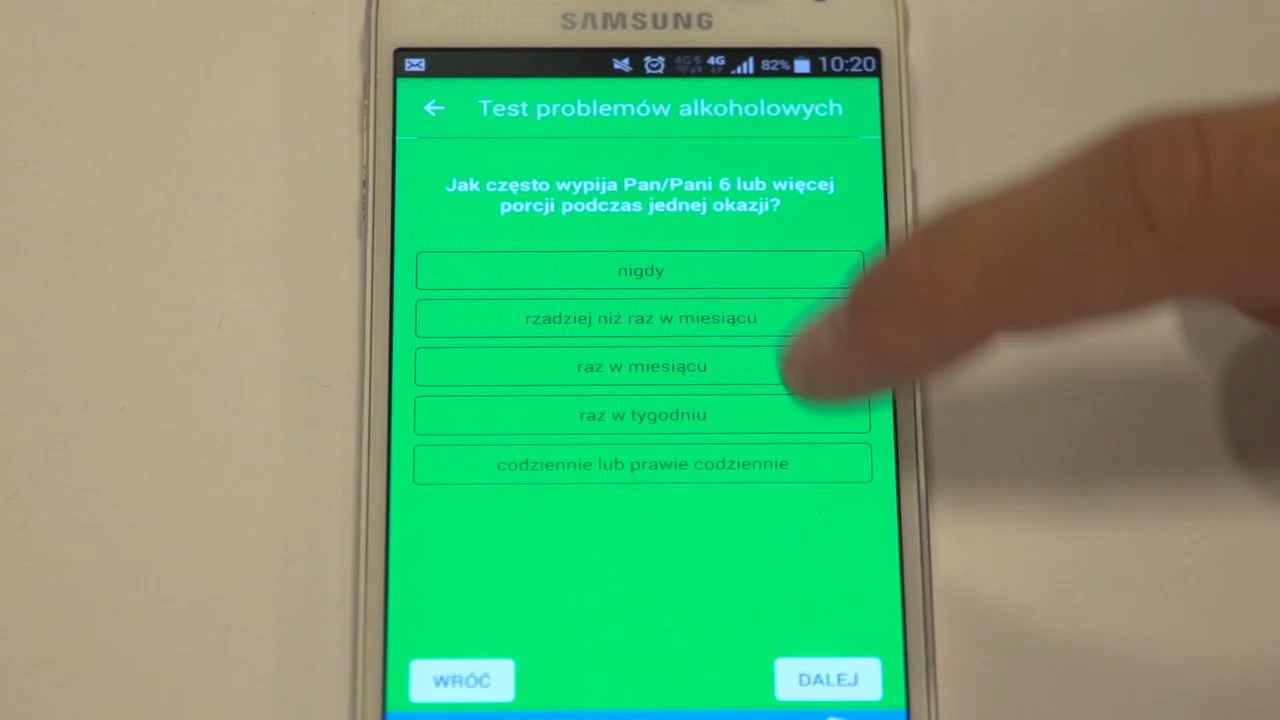 SAMSUNG
4G 82% 10:20
Test problemów alkoholowych
Jak często wypija Pan/Pani 6 lub więcej
porcji podczas jednej okazji?
nigdy
rzadziej niż raz w miesiącu
raz w miesiącu
raz w tygodniu
codziennie lub prawie codziennie
WRÓĆ DALEJ